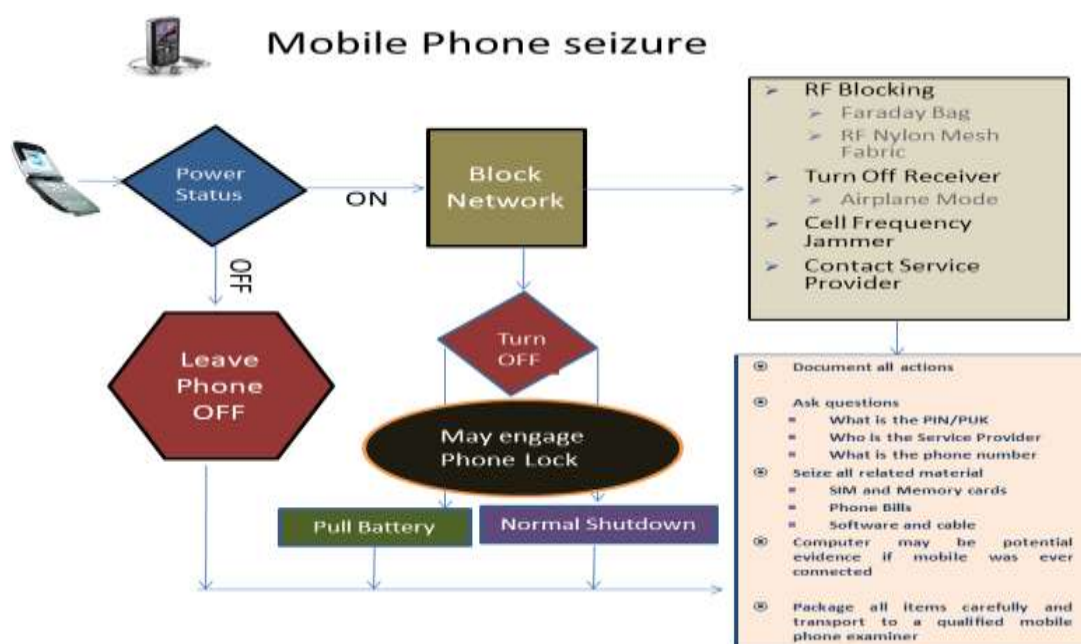 Mobile Phone seizure
Power
Status
ON
OFF
Block
Network
RF Blocking
Faraday Bag
RF Nylon Mesh
Fabric
Turn Off Receiver
Airplane Mode
Cell Frequency
Jammer
Contact Service
Provider
Leave
Phone
OFF
Turn
OFF
May engage
Phone Lock
Pull Battery
Normal Shutdown
Document all actions
Ask questions
What is the PIN/PUK
Who is the Service Provider
What is the phone number
Seize all related material
SIM and Memory cards
Phone Bills
Software and cable
Computer may be potential
evidence if mobile was ever
connected
Package all items carefully and
transport to a qualified mobile
phone examiner